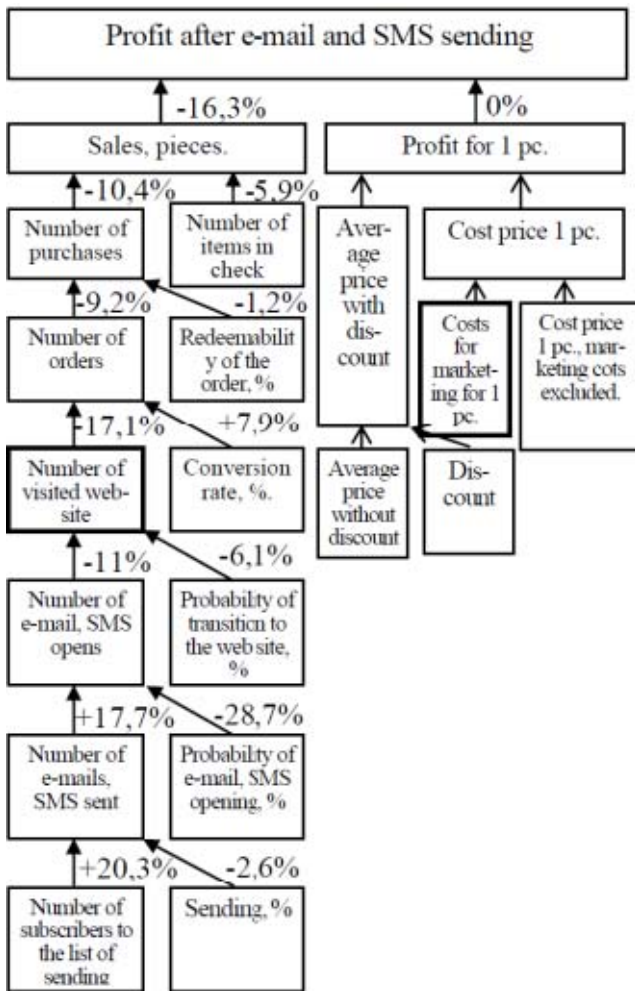 Profit after e-mail and SMS sending
-16,3%
0%
Sales, pieces.
Profit for 1 pc.
-10,4%
-5,9%
Number of
purchases
Number of
items in
check
Aver-
age
price
with
dis-
count
Cost price 1 pc.
-9,2%
-1,2%
Number of
orders
Redeemabilit
y of the
order, %
Costs
for
market-
ing for 1
pc.
Cost price
1 pc., mar-
keting cots
excluded.
-17,1%
+7,9%
Number of
visited web-
site
Conversion
rate, %.
Average
price
without
discount
Dis-
count
-11%
-6,1%
Number of
e-mail, SMS
opens
Probability of
transition to
the web site,
%
+17,7%
-28,7%
Number of
e-mails,
SMS sent
Probability of
e-mail, SMS
opening, %
+20,3%
-2,6%
Number of
subscribers to
the list of
sending
Sending, %